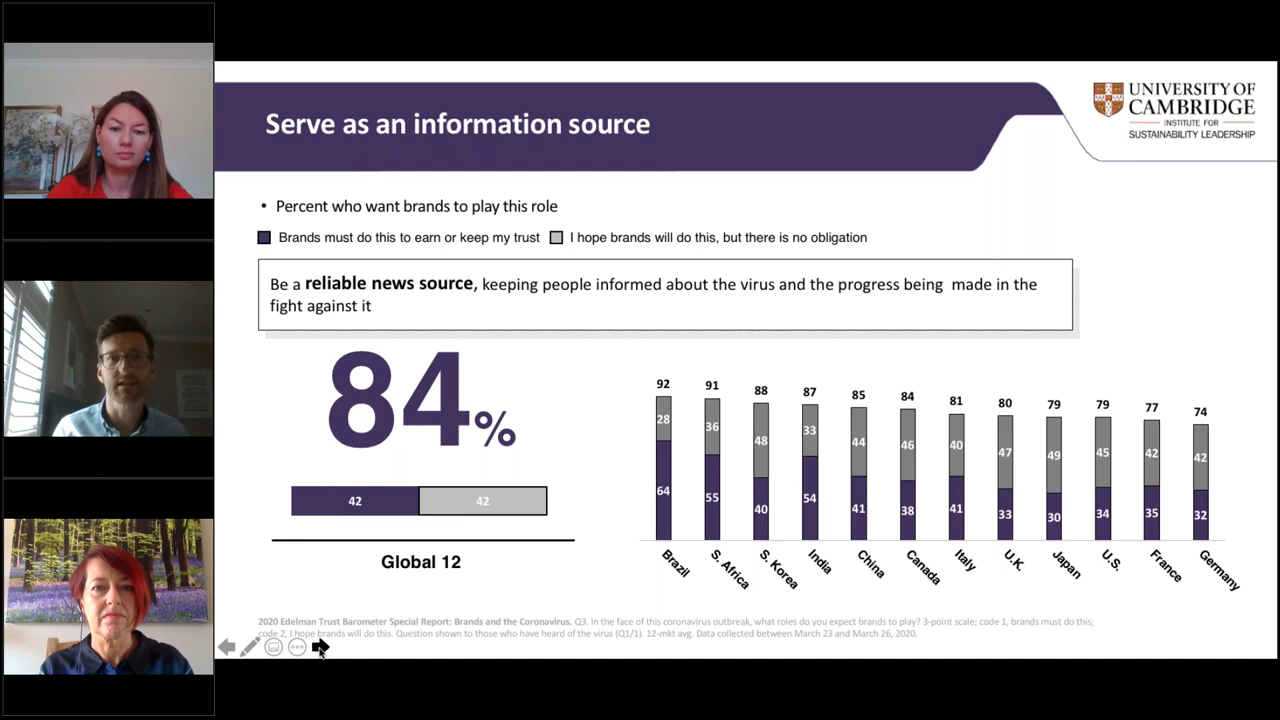 Serve as an information source
UNIVERSITY OF
CAMBRIDGE
INSTITUTE FOR
SUSTAINABILITY LEADERSHIP
• Percent who want brands to play this role
Brands must do this to earn or keep my trust I hope brands will do this, but there is no obligation
Be a reliable news source, keeping people informed about the virus and the progress being made in the
fight against it
84%
42 42
Global 12
92 91 88 87 85 84 81 80 79 79 77 74
28 36 48 33 44 46 40 47 49 45 42 42
64 55 40 54 41 38 41 33 30 34 35 32
Brazil S. Africa S. Korea India China Canada Italy U.K. Japan U.S. France Germany
2020 Edelman Trust Barometer Special Report: Brands and the Coronavirus. Q3. In the face of this coronavirus outbreak, what roles do you expect brands to play? 3-point scale; code 1, brands must do this;
code 2, I hope brands will do this. Question shown to those who have heard of the virus (Q1/1). 12-mkt avg. Data collected between March 23 and March 26, 2020.